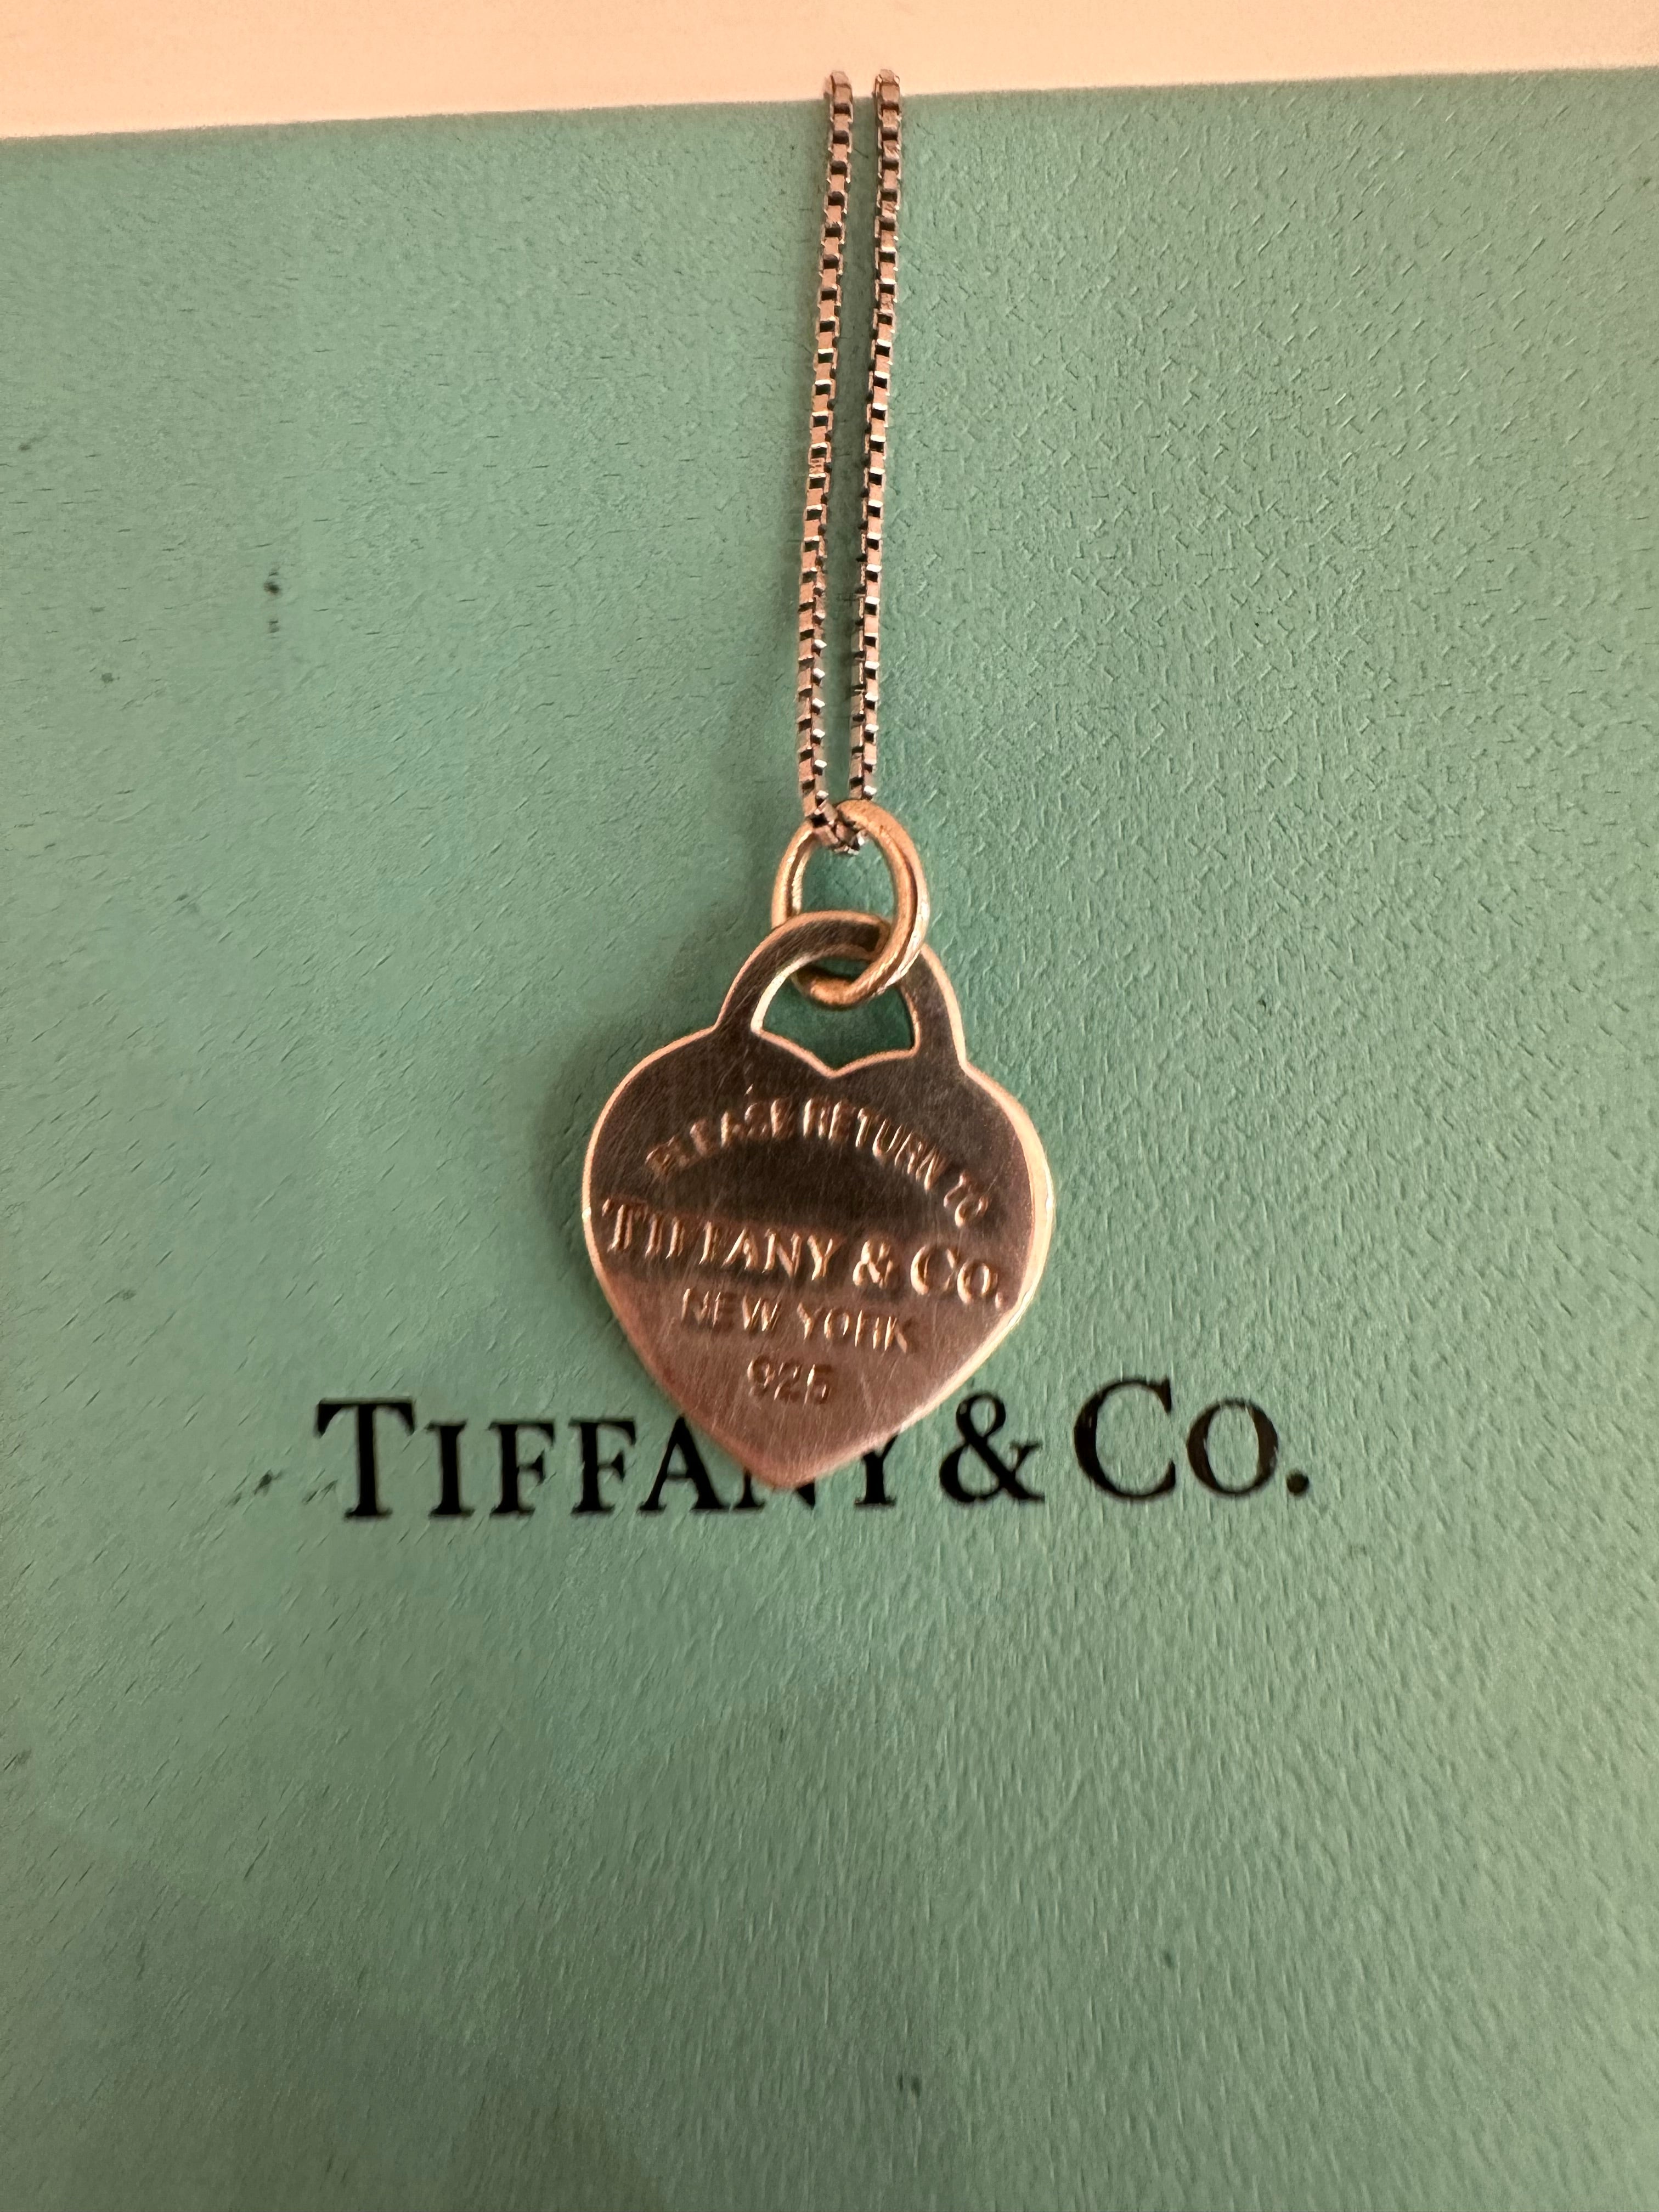 PLEASE RETURN TO
TIFFANY & CO.
NEW YORK
925
TIFFANY & CO.